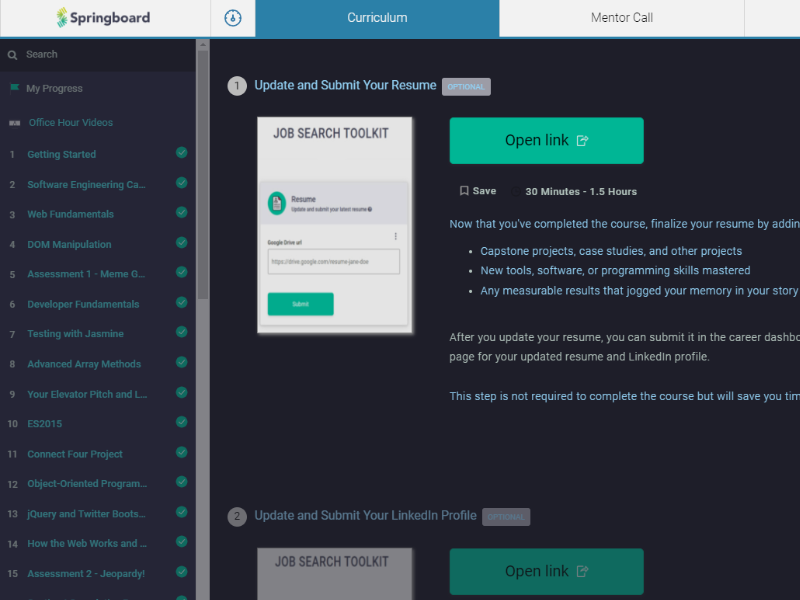 Springboard
Curriculum
Mentor Call
Search
My Progress
Office Hour Videos
1 Getting Started
2 Software Engineering Ca...
3 Web Fundamentals
4 DOM Manipulation
5 Assessment 1 - Meme G...
6 Developer Fundamentals
7 Testing with Jasmine
8 Advanced Array Methods
9 Your Elevator Pitch and L...
10 ES2015
11 Connect Four Project
12 Object-Oriented Program...
13 jQuery and Twitter Boots...
14 How the Web Works and ...
15 Assessment 2 - Jeopardy!
1 Update and Submit Your Resume OPTIONAL
JOB SEARCH TOOLKIT
Resume
Update and submit your latest resume
Google Drive url
https://drive.google.com/resume-jane-doe
Submit
Open link
Save 30 Minutes - 1.5 Hours
Now that you've completed the course, finalize your resume by addin
• Capstone projects, case studies, and other projects
• New tools, software, or programming skills mastered
• Any measurable results that jogged your memory in your story
After you update your resume, you can submit it in the career dashbo
page for your updated resume and LinkedIn profile.
This step is not required to complete the course but will save you tim
2 Update and Submit Your LinkedIn Profile OPTIONAL
JOB SEARCH TOOLKIT
Open link